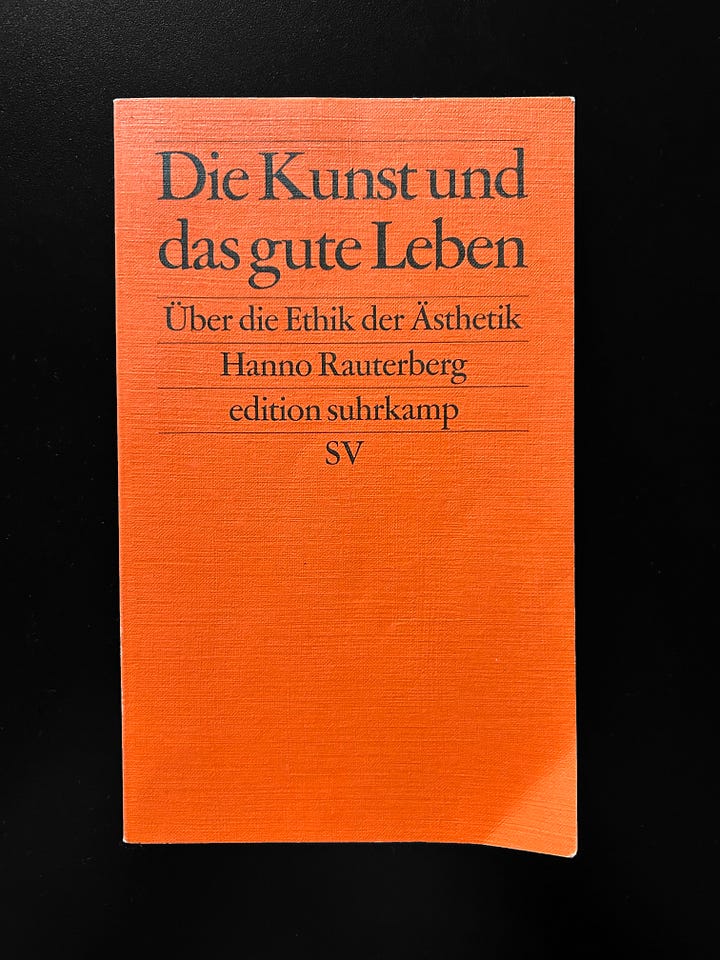 Die Kunst und
das gute Leben
Über die Ethik der Ästhetik
Hanno Rauterberg
edition suhrkamp
SV